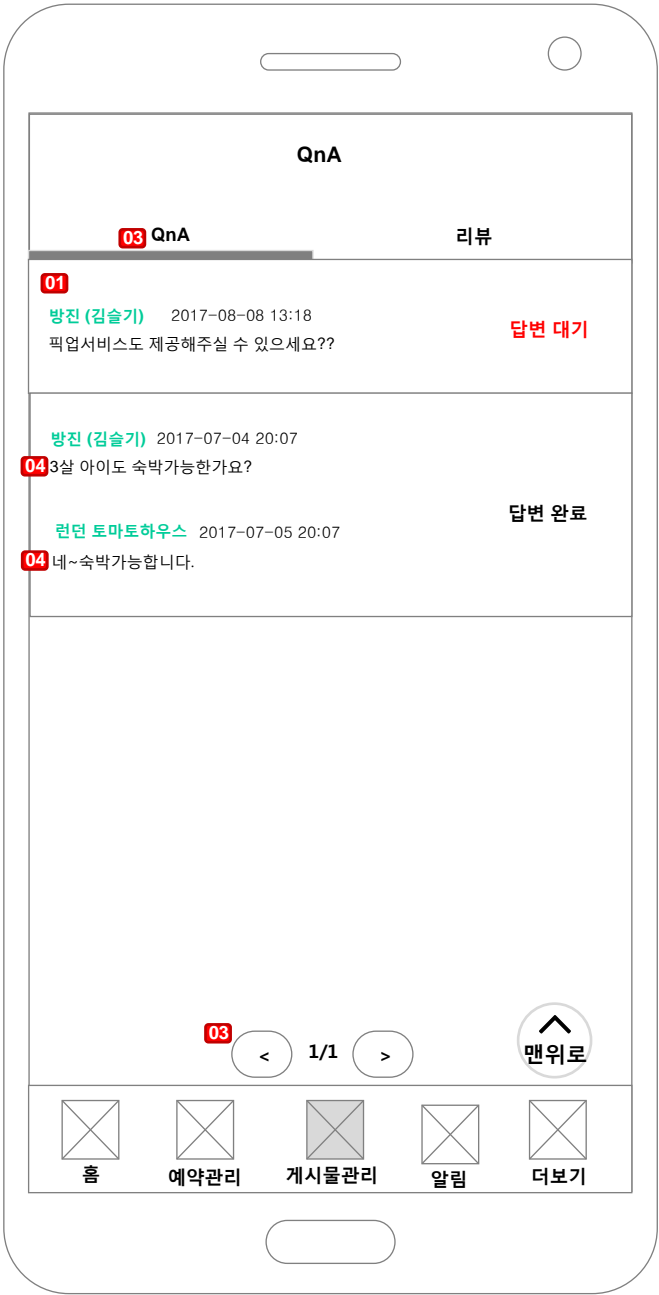 QnA
03 QnA
리뷰
01
방진 (김슬기) 2017-08-08 13:18
픽업서비스도 제공해주실 수 있으세요??
답변 대기
방진 (김슬기) 2017-07-04 20:07
04 3살 아이도 숙박가능한가요?
답변 완료
런던 토마토하우스 2017-07-05 20:07
04 네~숙박가능합니다.
03
< 1/1 >
맨위로
홈 예약관리 게시물관리 알림 더보기